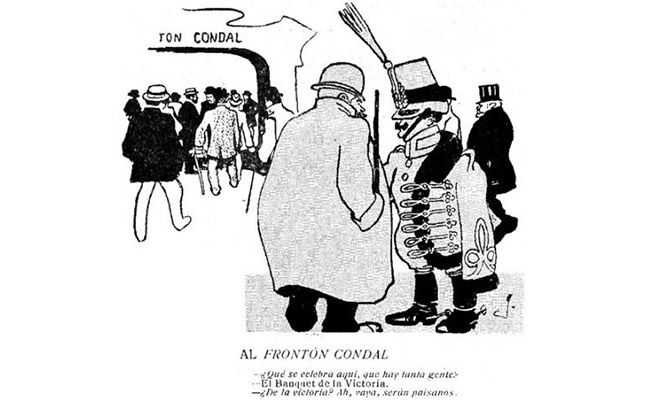 TON CONDAL
J.
AL FRONTÓN CONDAL
—¿Qué se celebra aquí, que hay tanta gente?
—El Banquet de la Victoria.
—¿De la victoria? Ah, vaya, serán paisanos.